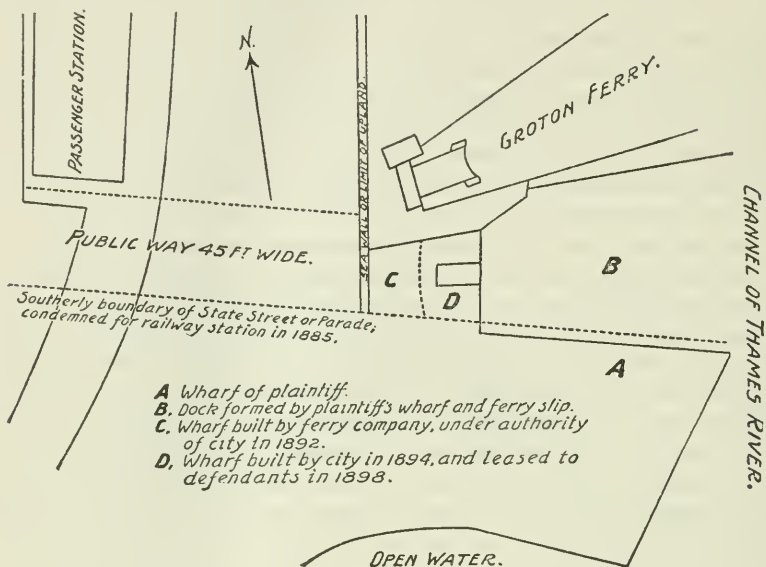 PASSENGER STATION.
N.
SEA WALL OR LIMIT OF UPLAND.
GROTON FERRY.
CHANNEL OF THAMES RIVER.
PUBLIC WAY 45 FT WIDE.
Southerly boundary of State Street or Parade;
condemned for railway station in 1885.
C
D
B
A
A Wharf of plaintiff.
B. Dock formed by plaintiff's wharf and ferry slip.
C. Wharf built by ferry company, under authority
of city in 1892.
D. Wharf built by city in 1894, and leased to
defendants in 1898.
OPEN WATER.